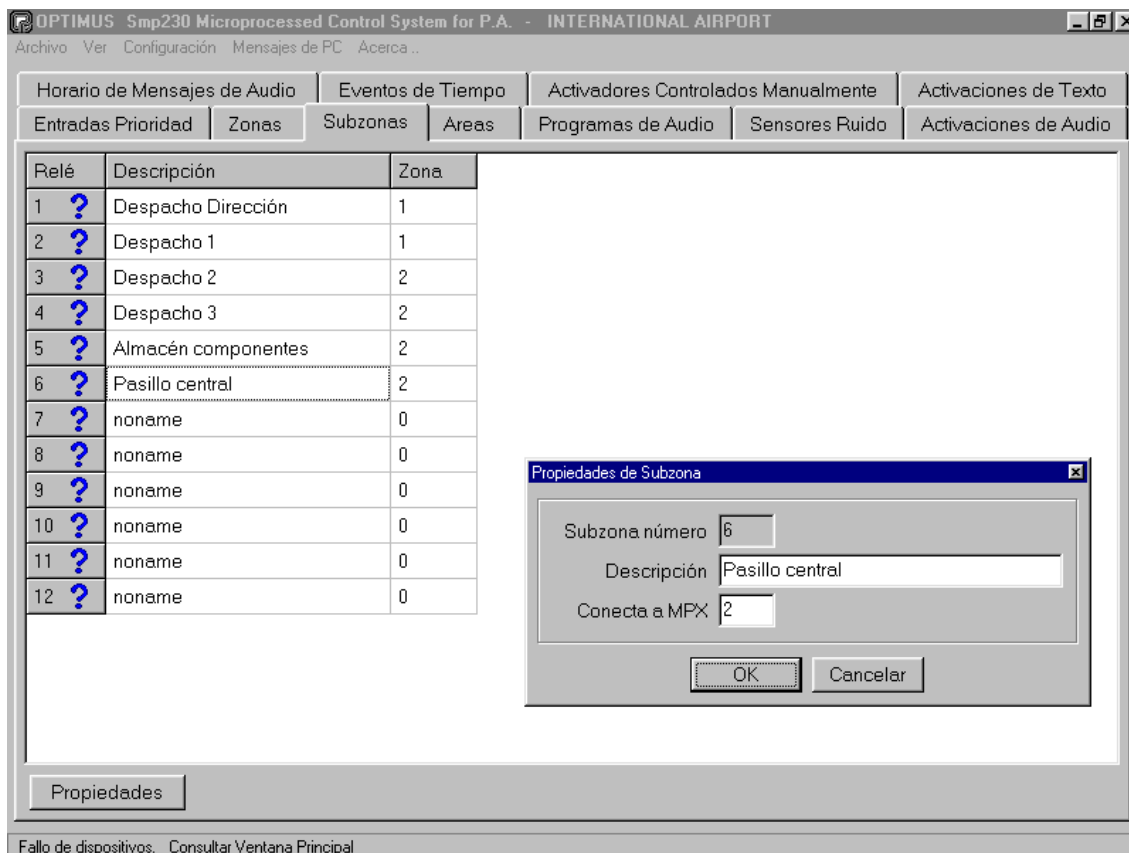 OPTIMUS Smp230 Microprocessed Control System for P.A. - INTERNATIONAL AIRPORT
Archivo Ver Configuración Mensajes de PC Acerca ..
Horario de Mensajes de Audio Eventos de Tiempo Activadores Controlados Manualmente Activaciones de Texto
Entradas Prioridad Zonas Subzonas Areas Programas de Audio Sensores Ruido Activaciones de Audio
Relé Descripción Zona
1 ? Despacho Dirección 1
2 ? Despacho 1 1
3 ? Despacho 2 2
4 ? Despacho 3 2
5 ? Almacén componentes 2
6 ? Pasillo central 2
7 ? noname 0
8 ? noname 0
9 ? noname 0
10 ? noname 0
11 ? noname 0
12 ? noname 0
Propiedades de Subzona
Subzona número 6
Descripción Pasillo central
Conecta a MPX 2
OK Cancelar
Propiedades
Fallo de dispositivos. Consultar Ventana Principal